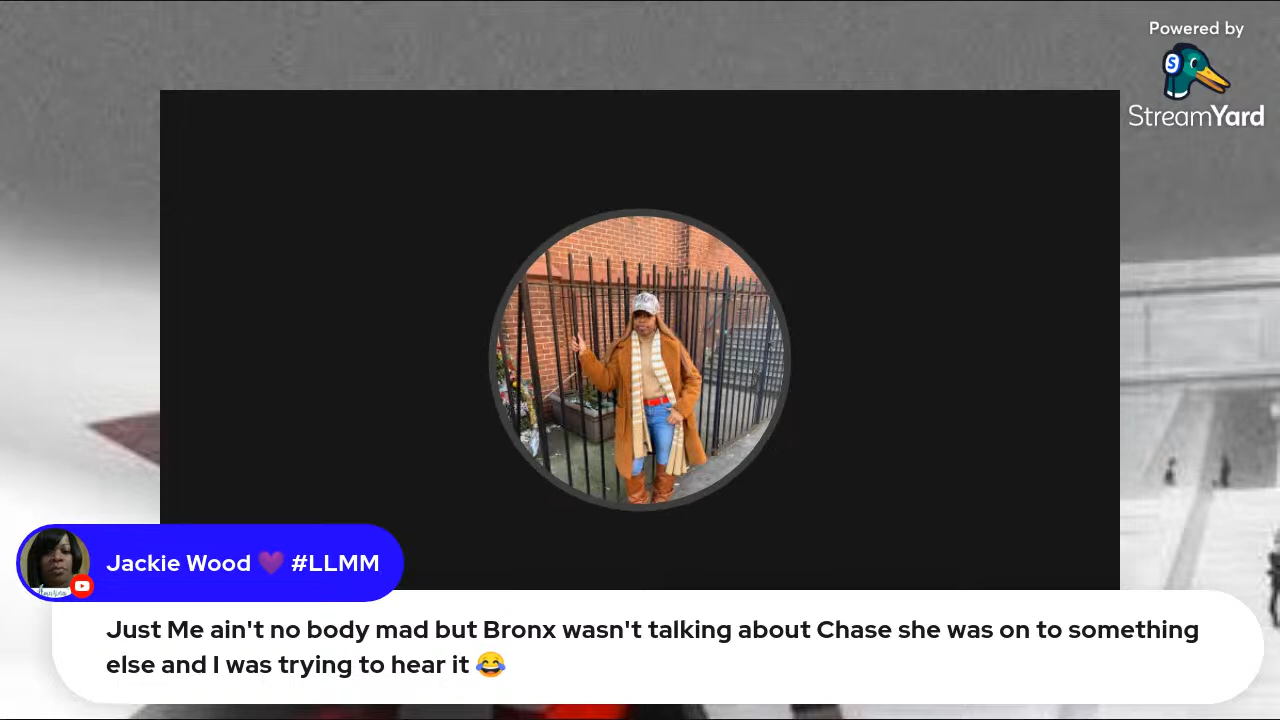 Powered by
StreamYard
Jackie Wood 💜 #LLMM
Just Me ain't no body mad but Bronx wasn't talking about Chase she was on to something
else and I was trying to hear it 😂